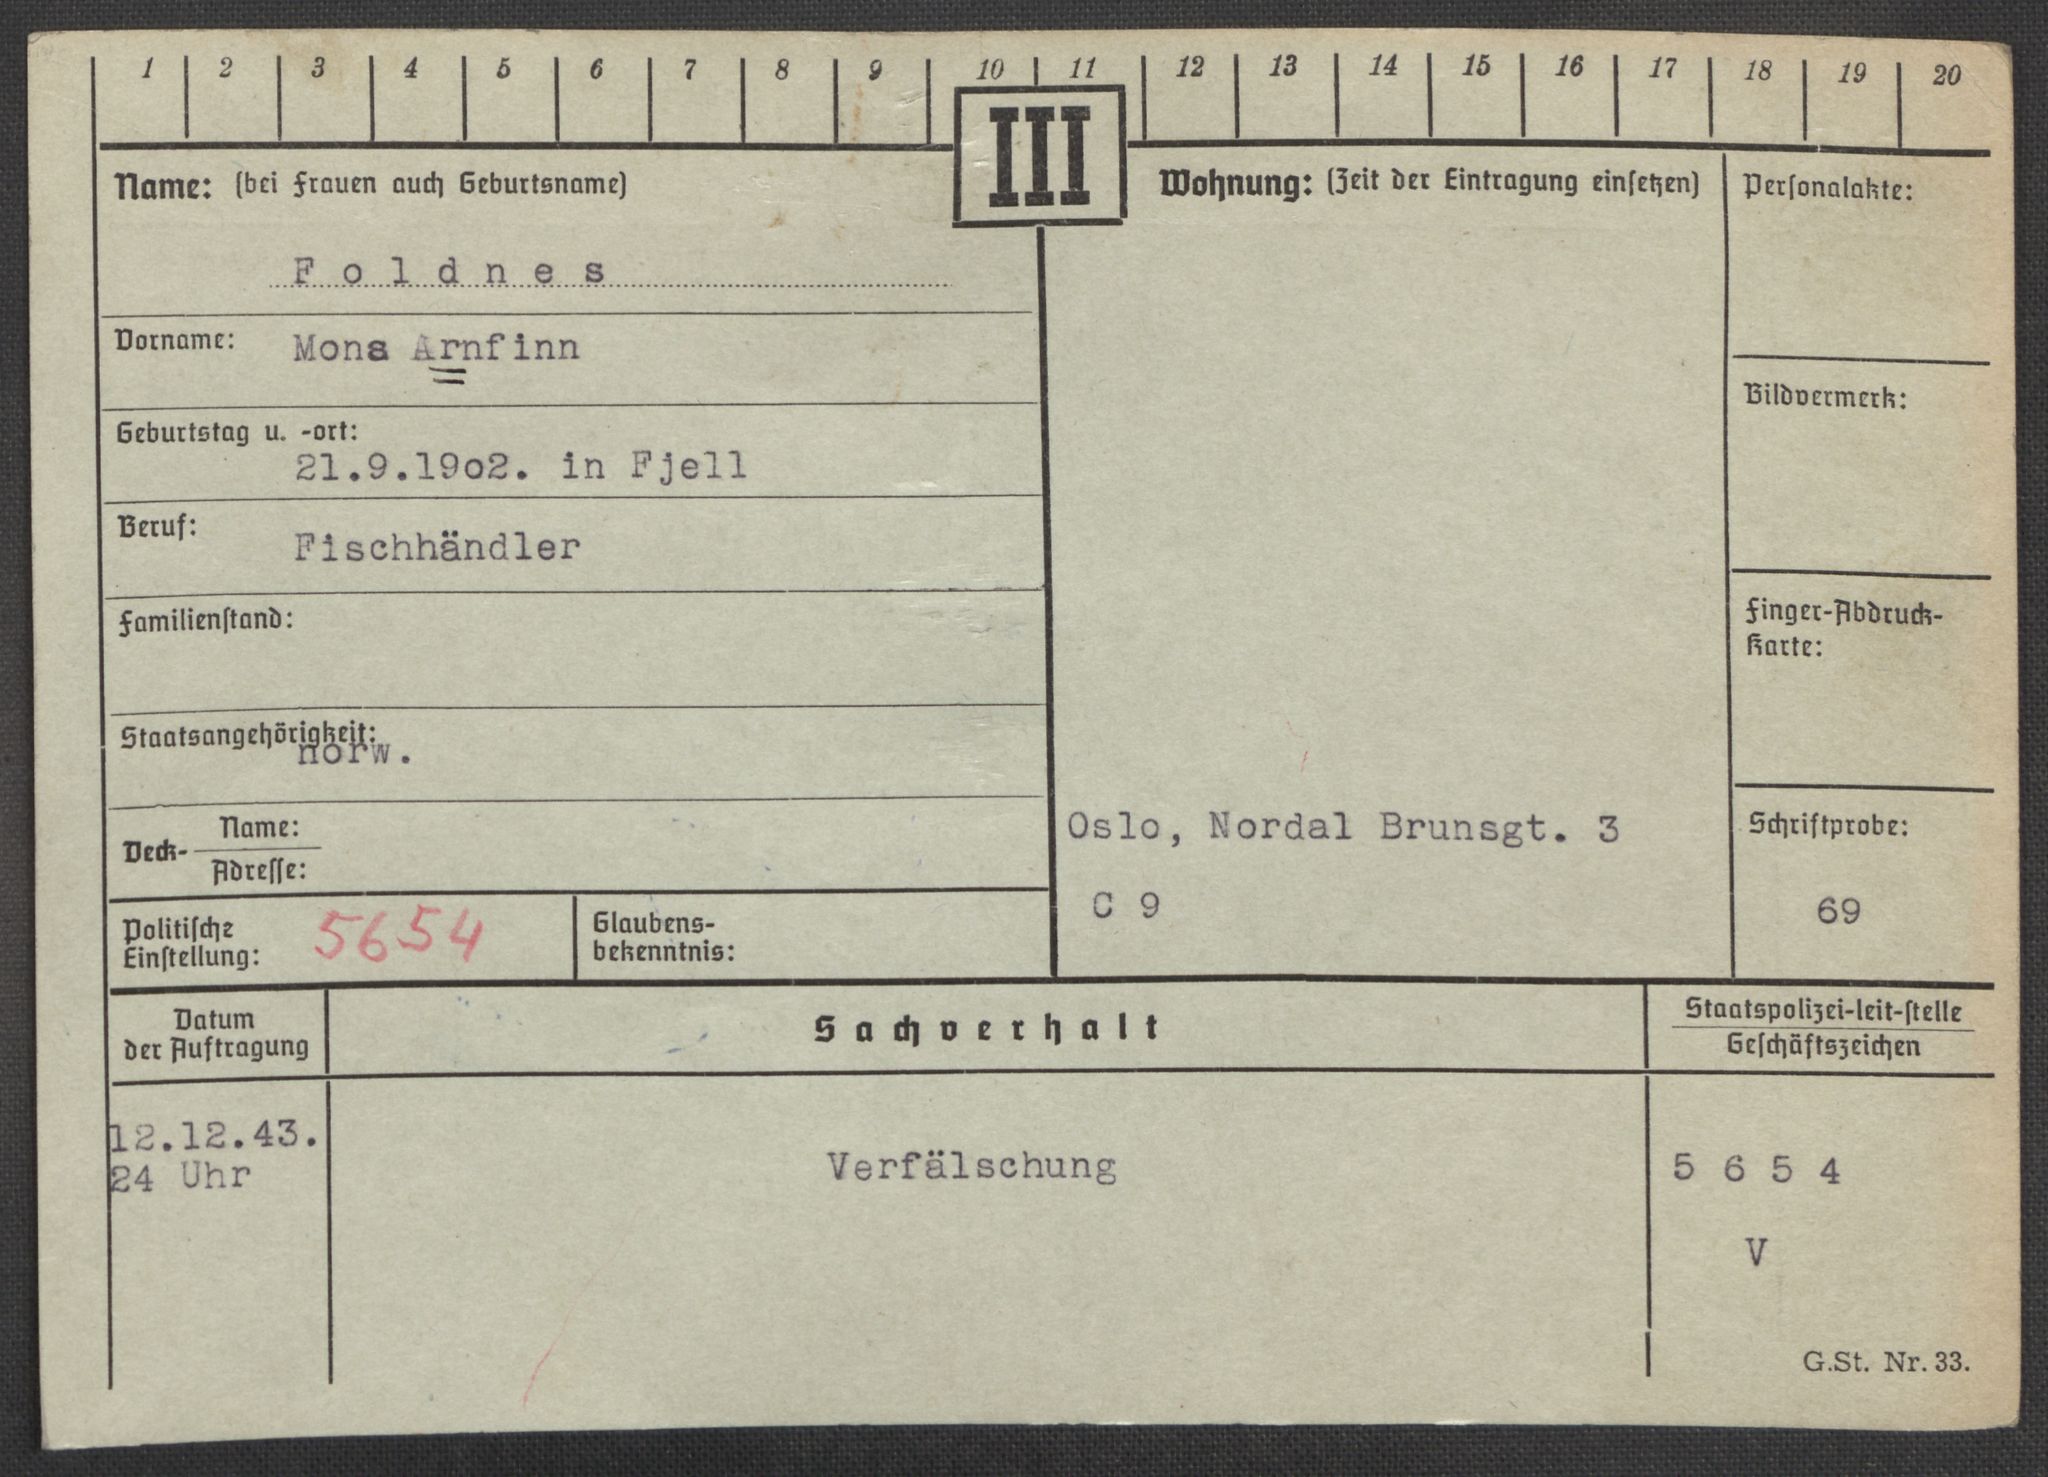 1 2 3 4 5 6 7 8 9 10 11 12 13 14 15 16 17 18 19 20
III
Name: (bei Frauen auch Geburtsname)
Foldnes
Vorname: Mons Arnfinn
Geburtstag u. -ort:
21.9.19o2. in Fjell
Beruf:
Fischhändler
Familienstand:
Staatsangehörigkeit:
norw.
Deck- Name:
Adresse:
Politische
Einstellung: 5654
Glaubens-
bekenntnis:
Wohnung: (Zeit der Eintragung einsetzen)
Oslo, Nordal Brunsgt. 3
C 9
Personalakte:
Bildvermerk:
Finger-Abdruck-
Karte:
Schriftprobe:
69
Datum
der Auftragung
Sachverhalt
Staatspolizei-leit-stelle
Geschäftszeichen
12.12.43.
24 Uhr
Verfälschung
5 6 5 4
V
G.St. Nr. 33.